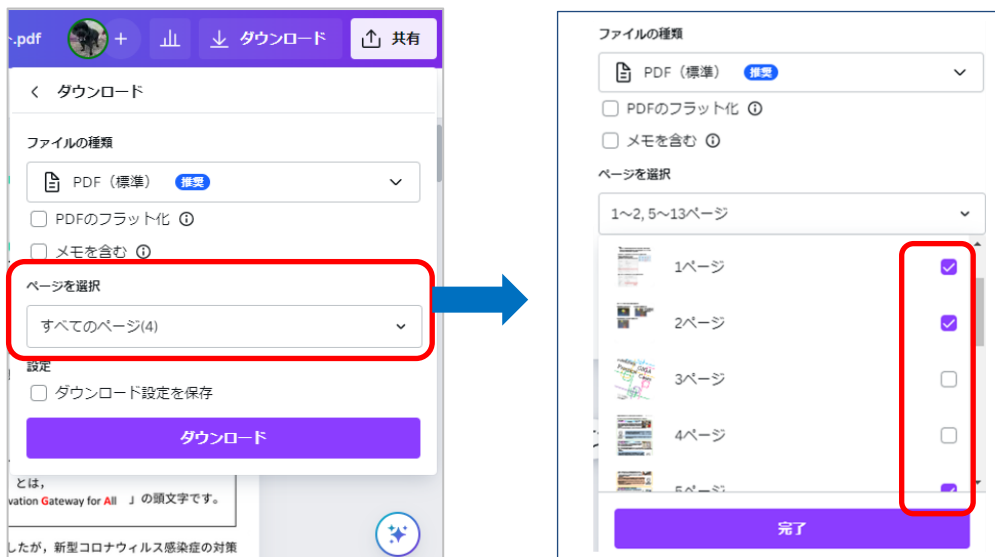 .pdf
+
ダウンロード
共有
ダウンロード
ファイルの種類
PDF（標準） 推奨
PDFのフラット化
メモを含む
ページを選択
すべてのページ(4)
設定
ダウンロード設定を保存
ダウンロード
とは，
vation Gateway for All 」の頭文字です。
したが，新型コロナウィルス感染症の対策
ファイルの種類
PDF（標準） 推奨
PDFのフラット化
メモを含む
ページを選択
1～2, 5～13ページ
1ページ
2ページ
3ページ
4ページ
5ページ
完了